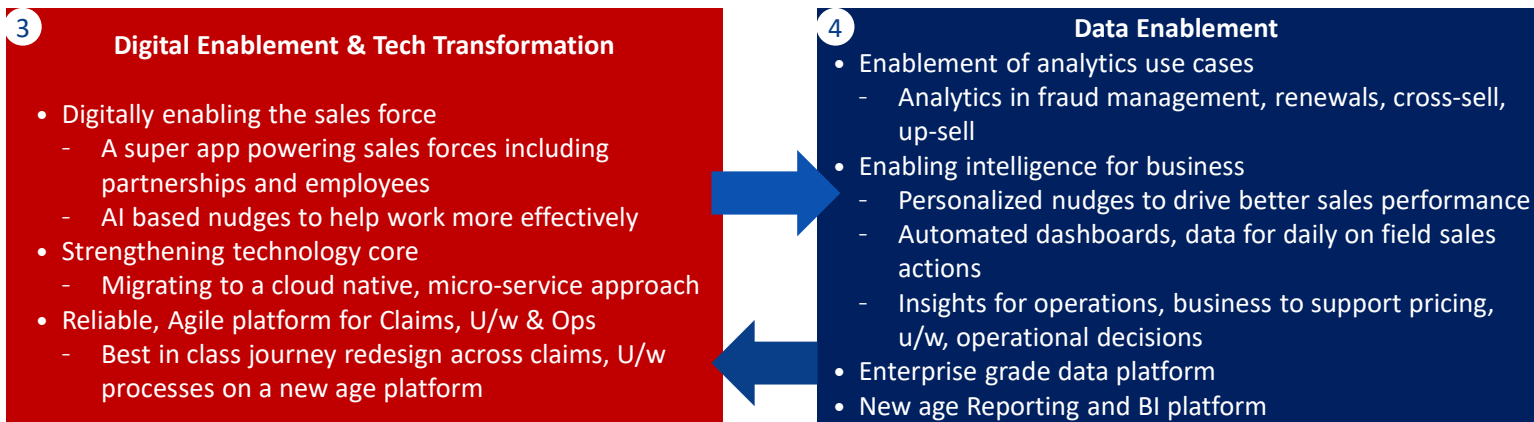 3
Digital Enablement & Tech Transformation
• Digitally enabling the sales force
- A super app powering sales forces including
partnerships and employees
- AI based nudges to help work more effectively
• Strengthening technology core
- Migrating to a cloud native, micro-service approach
• Reliable, Agile platform for Claims, U/w & Ops
- Best in class journey redesign across claims, U/w
processes on a new age platform
4
Data Enablement
• Enablement of analytics use cases
- Analytics in fraud management, renewals, cross-sell,
up-sell
• Enabling intelligence for business
- Personalized nudges to drive better sales performance
- Automated dashboards, data for daily on field sales
actions
- Insights for operations, business to support pricing,
u/w, operational decisions
• Enterprise grade data platform
• New age Reporting and BI platform